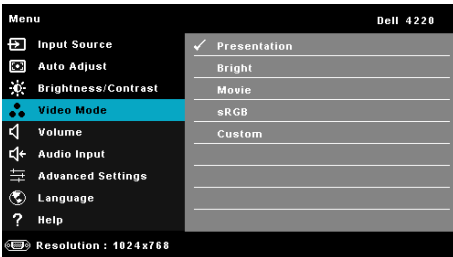 Menu Dell 4220
Input Source
Auto Adjust
Brightness/Contrast
Video Mode
Volume
Audio Input
Advanced Settings
Language
? Help
Presentation
Bright
Movie
sRGB
Custom
Resolution : 1024x768